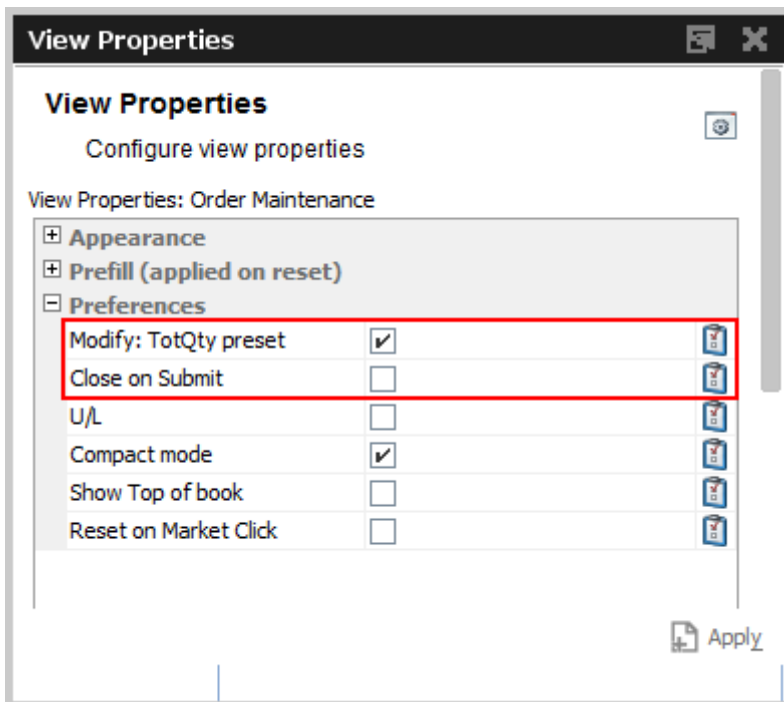 View Properties
View Properties
Configure view properties
View Properties: Order Maintenance
Appearance
Prefill (applied on reset)
Preferences
Modify: TotQty preset
Close on Submit
U/L
Compact mode
Show Top of book
Reset on Market Click
Apply